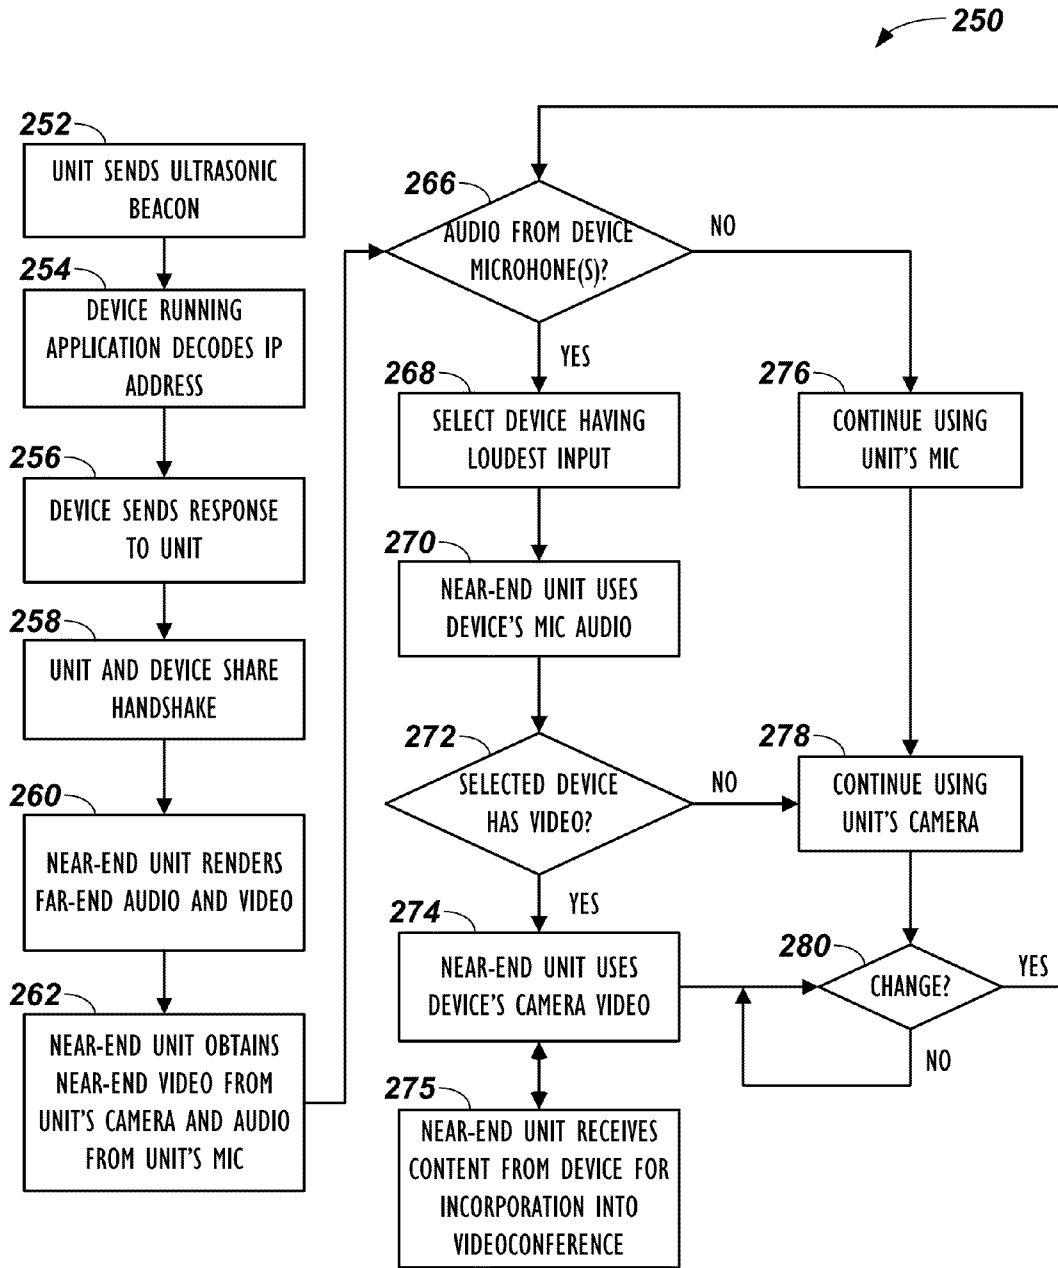 250
252
UNIT SENDS ULTRASONIC
BEACON
254
DEVICE RUNNING
APPLICATION DECODES IP
ADDRESS
256
DEVICE SENDS RESPONSE
TO UNIT
258
UNIT AND DEVICE SHARE
HANDSHAKE
260
NEAR-END UNIT RENDERS
FAR-END AUDIO AND VIDEO
262
NEAR-END UNIT OBTAINS
NEAR-END VIDEO FROM
UNIT'S CAMERA AND AUDIO
FROM UNIT'S MIC
266
AUDIO FROM DEVICE
MICROHONE(S)?
NO
YES
268
SELECT DEVICE HAVING
LOUDEST INPUT
270
NEAR-END UNIT USES
DEVICE'S MIC AUDIO
272
SELECTED DEVICE
HAS VIDEO?
NO
YES
274
NEAR-END UNIT USES
DEVICE'S CAMERA VIDEO
275
NEAR-END UNIT RECEIVES
CONTENT FROM DEVICE FOR
INCORPORATION INTO
VIDEOCONFERENCE
276
CONTINUE USING
UNIT'S MIC
278
CONTINUE USING
UNIT'S CAMERA
280
CHANGE?
YES
NO